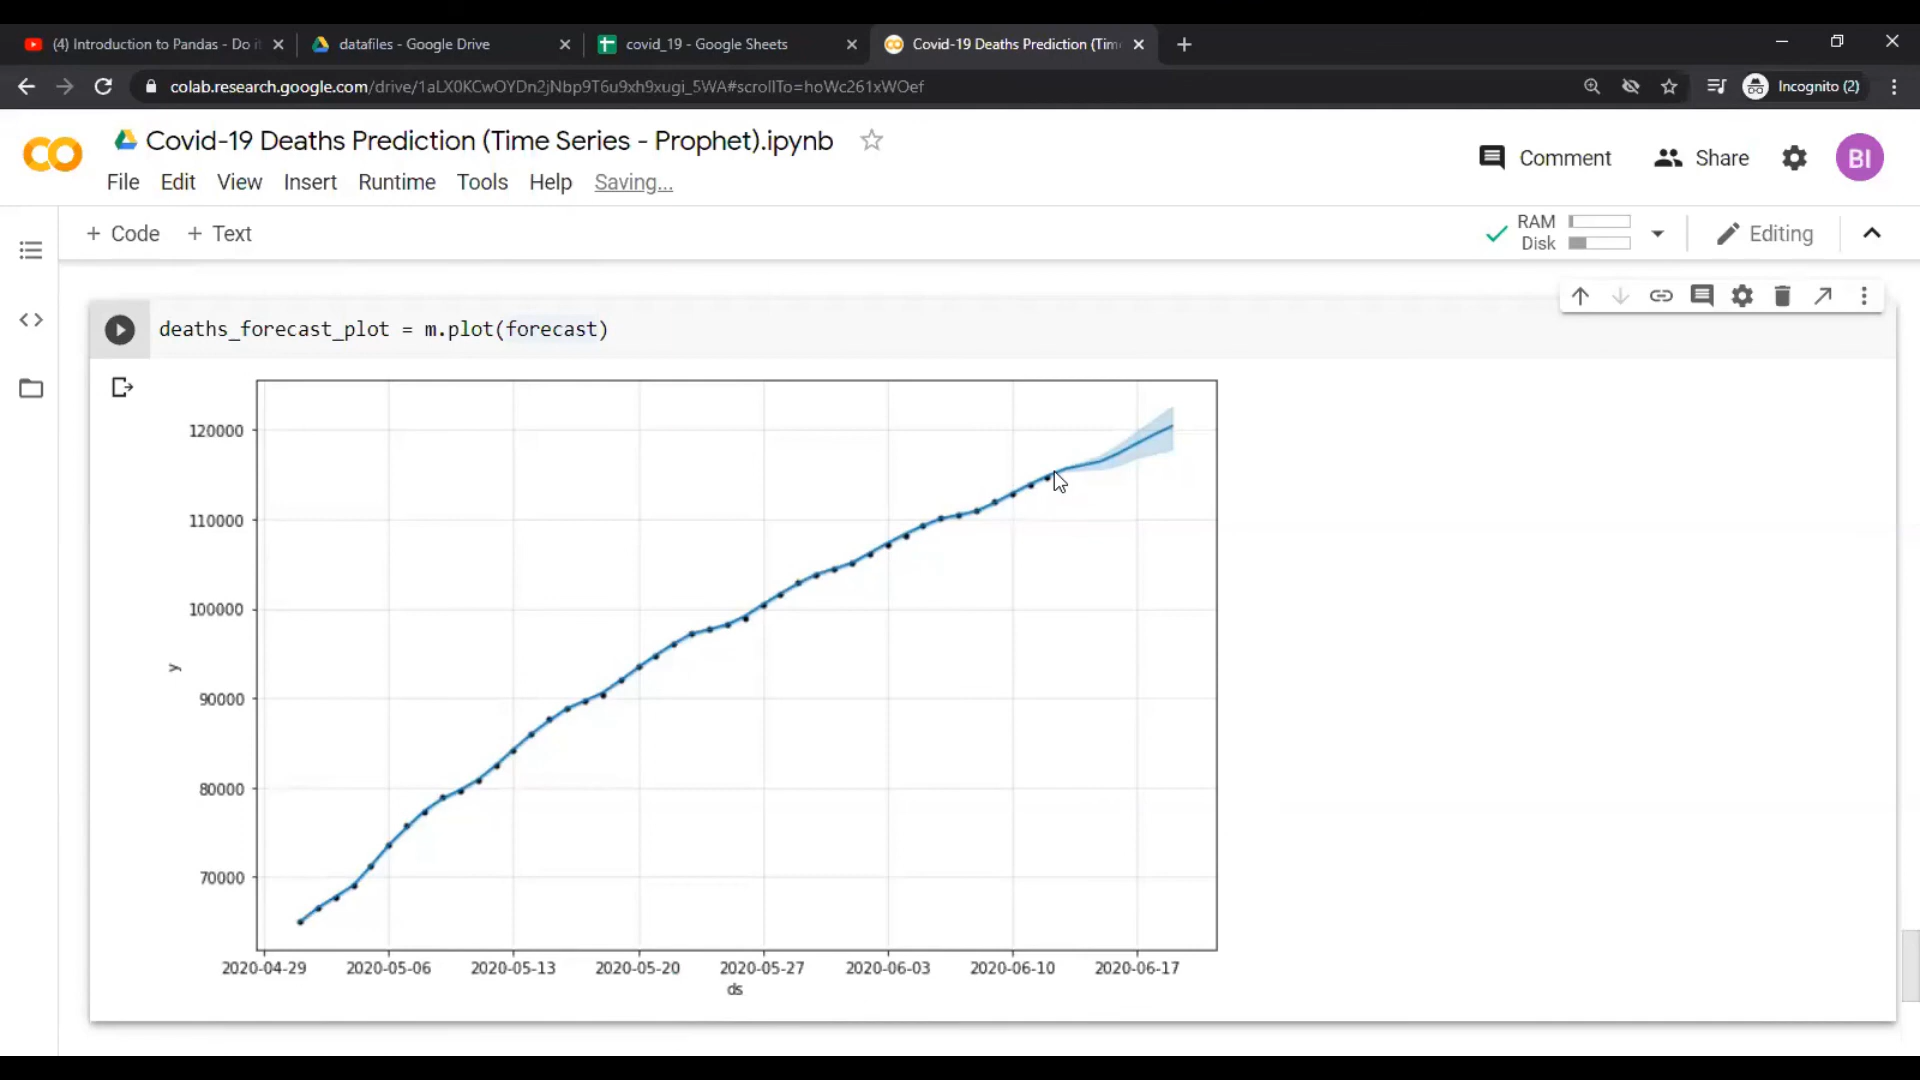 (4) Introduction to Pandas - Do it
datafiles - Google Drive
covid_19 - Google Sheets
Covid-19 Deaths Prediction (Tim
colab.research.google.com/drive/1aLX0KCwOYDn2jNbp9T6u9xh9xugi_5WA#scrollTo=hoWc261xWOef
Incognito (2)
CO
Covid-19 Deaths Prediction (Time Series - Prophet).ipynb
Comment
Share
BI
File Edit View Insert Runtime Tools Help Saving...
+ Code + Text
RAM
Disk
Editing
deaths_forecast_plot = m.plot(forecast)
120000
110000
100000
90000
80000
70000
y
2020-04-29 2020-05-06 2020-05-13 2020-05-20 2020-05-27 2020-06-03 2020-06-10 2020-06-17
ds